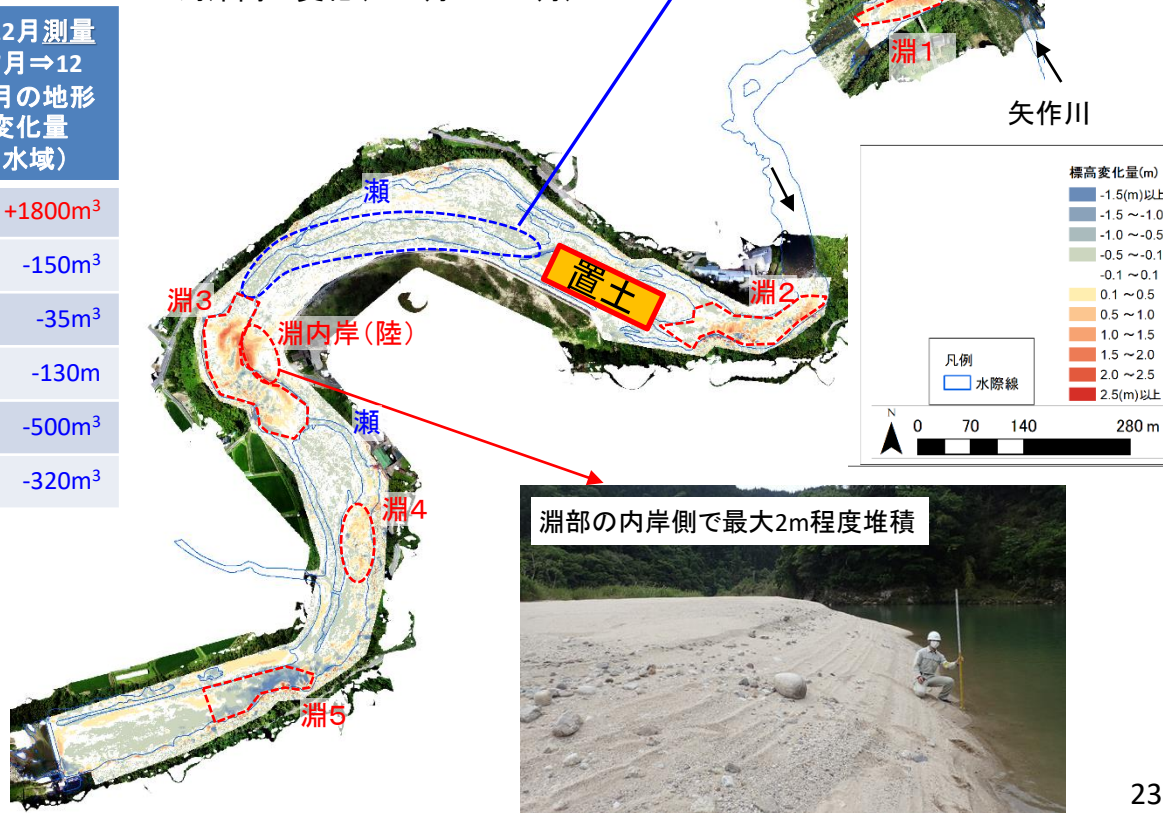 2月測量
月⇒12
月の地形
変化量
水域）
+1800m³
-150m³
-35m³
-130m
-500m³
-320m³
淵1
矢作川
瀬
置土
淵2
淵3
淵内岸（陸）
瀬
淵4
淵5
標高変化量(m)
-1.5(m)以上
-1.5 ～-1.0
-1.0 ～-0.5
-0.5 ～-0.1
-0.1 ～0.1
0.1 ～0.5
0.5 ～1.0
1.0 ～1.5
1.5 ～2.0
2.0 ～2.5
2.5(m)以上
凡例
水際線
N
0 70 140 280 m
淵部の内岸側で最大2m程度堆積
23